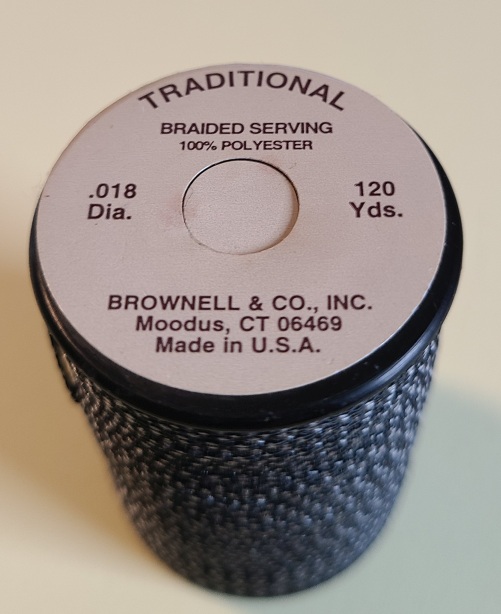 TRADITIONAL
BRAIDED SERVING
100% POLYESTER
.018
Dia.
120
Yds.
BROWNELL & CO., INC.
Moodus, CT 06469
Made in U.S.A.